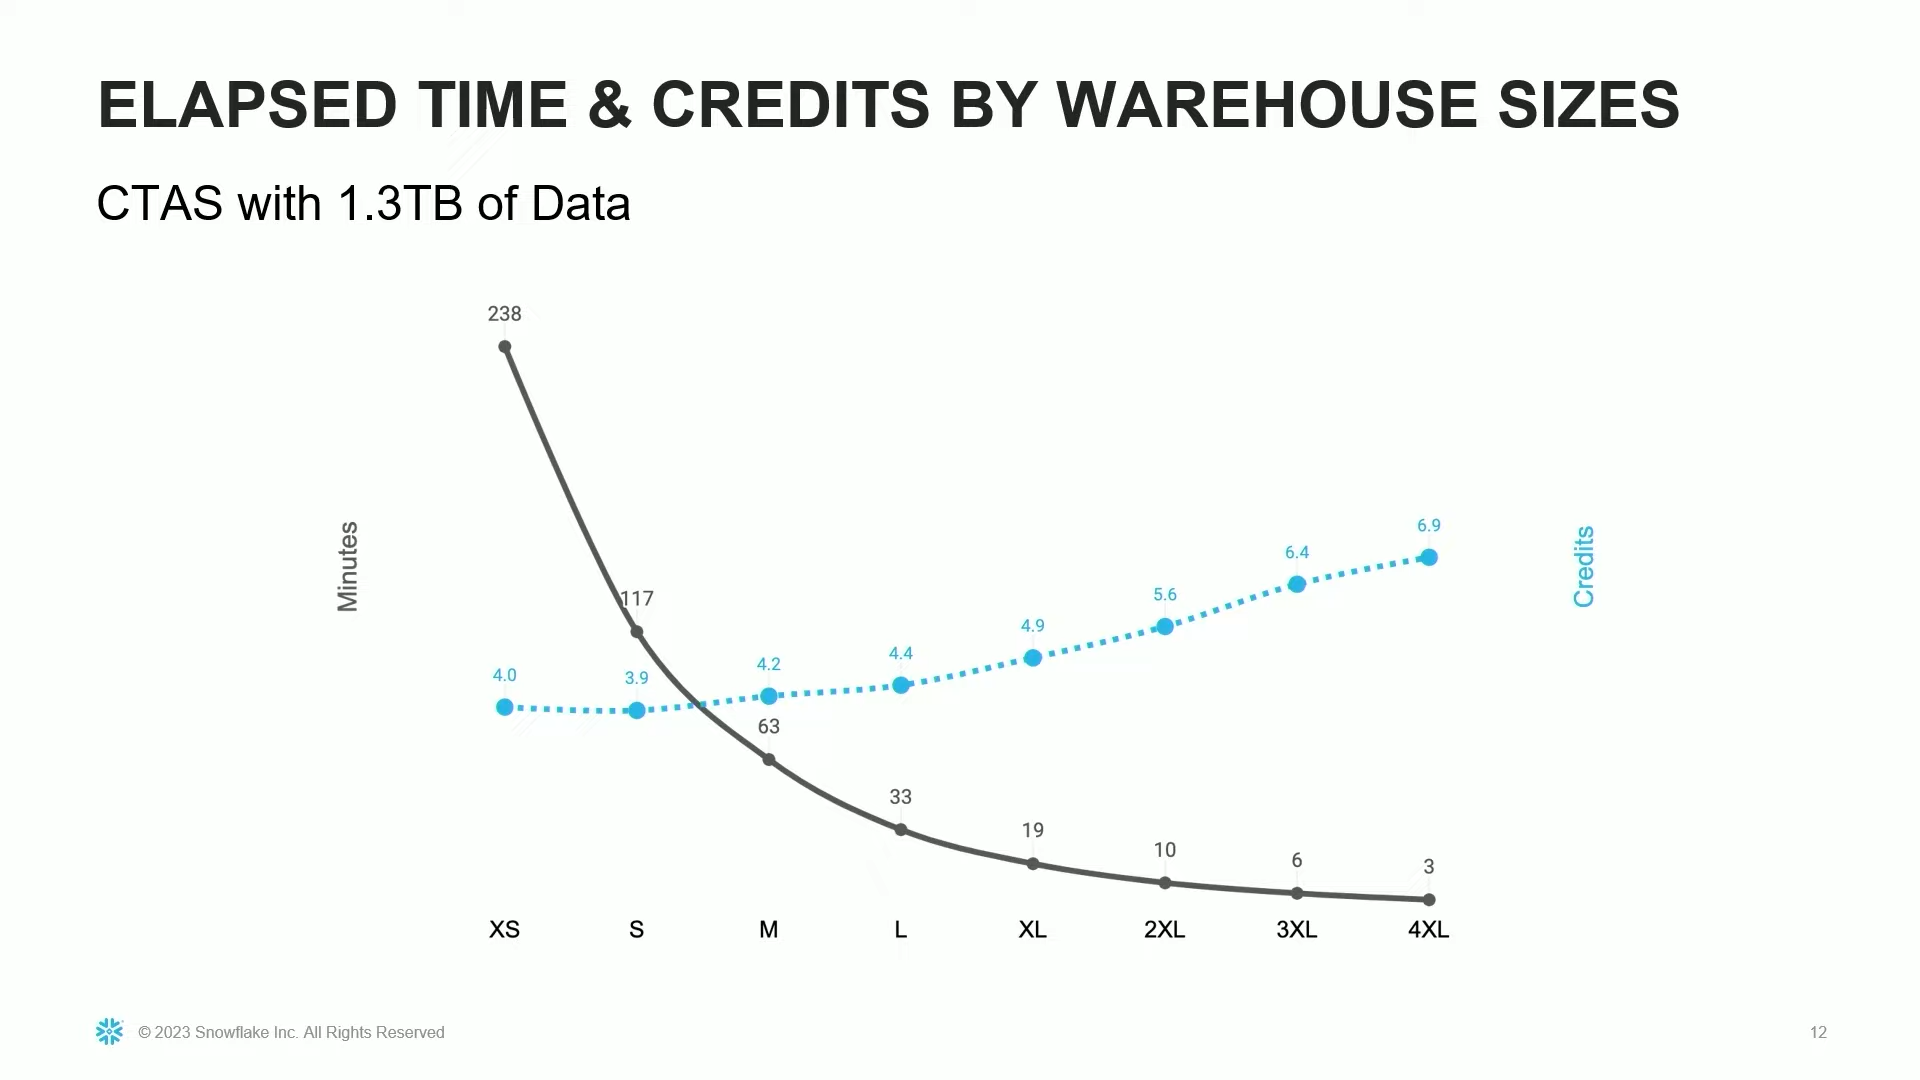 ELAPSED TIME & CREDITS BY WAREHOUSE SIZES
CTAS with 1.3TB of Data
238
117
63
33
19
10
6
3
4.0
3.9
4.2
4.4
4.9
5.6
6.4
6.9
Minutes
Credits
XS S M L XL 2XL 3XL 4XL
© 2023 Snowflake Inc. All Rights Reserved
12